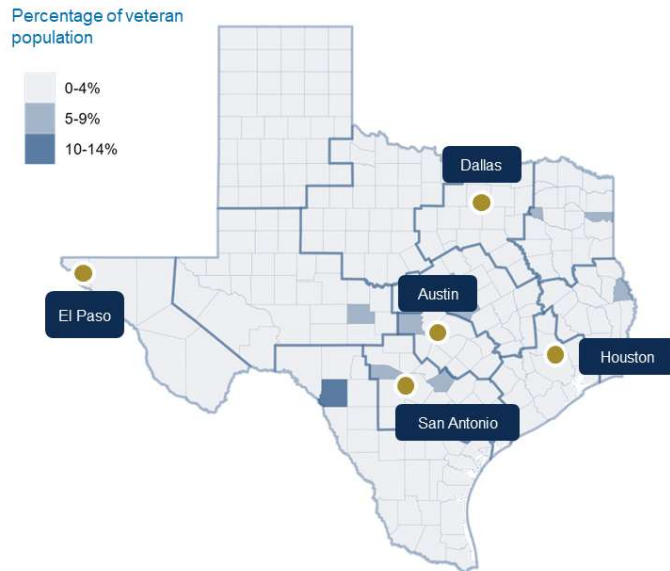 Percentage of veteran
population
0-4%
5-9%
10-14%
Dallas
Austin
El Paso
Houston
San Antonio